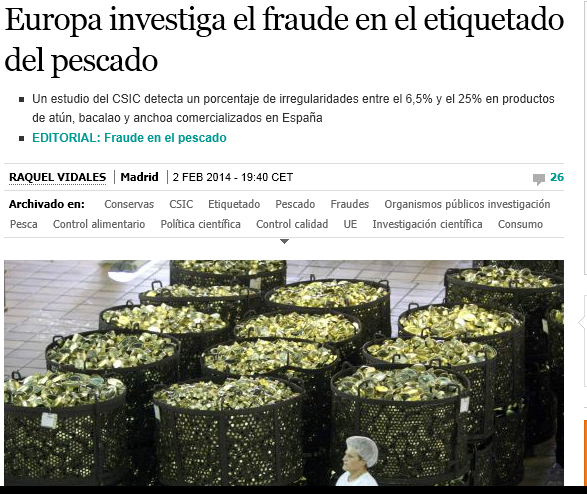 Europa investiga el fraude en el etiquetado
del pescado
Un estudio del CSIC detecta un porcentaje de irregularidades entre el 6,5% y el 25% en productos
de atún, bacalao y anchoa comercializados en España
EDITORIAL: Fraude en el pescado
RAQUEL VIDALES Madrid 2 FEB 2014 - 19:40 CET 26
Archivado en: Conservas CSIC Etiquetado Pescado Fraudes Organismos públicos investigación
Pesca Control alimentario Política científica Control calidad UE Investigación científica Consumo